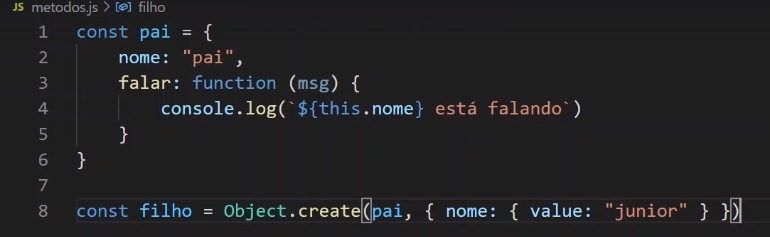 JS metodos.js > filho
1 const pai = {
2 nome: "pai",
3 falar: function (msg) {
4 console.log(`${this.nome} está falando`)
5 }
6 }
7
8 const filho = Object.create(pai, { nome: { value: "junior" } })